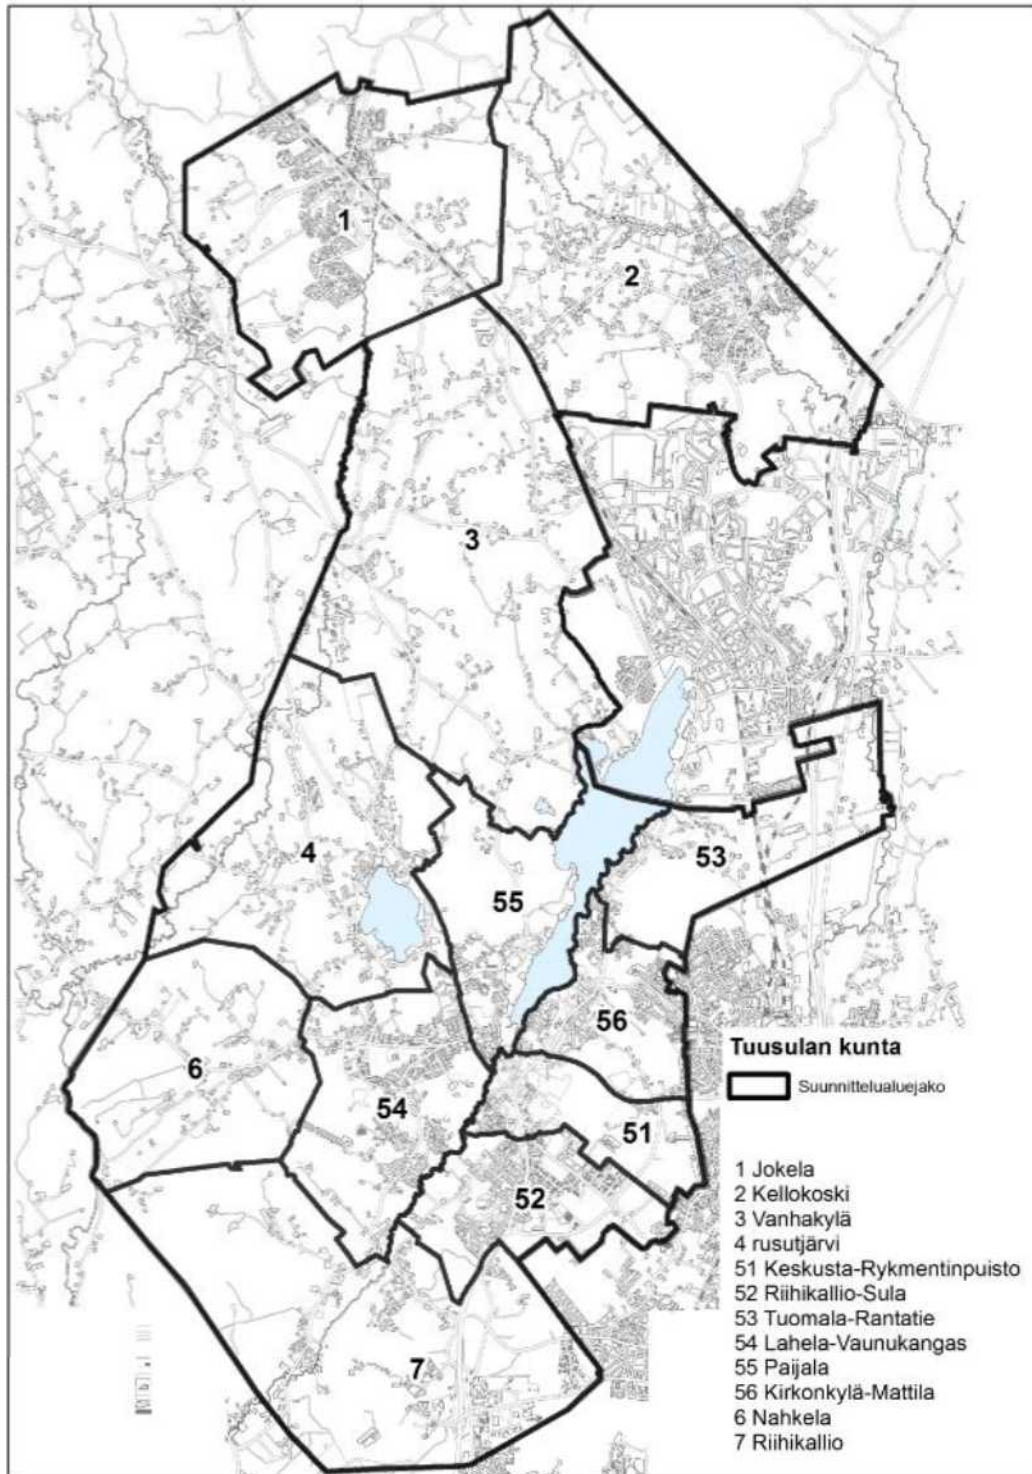 1
2
3
4
53
55
56
6
54
51
52
7
Tuusulan kunta
Suunnittelualuejako
1 Jokela
2 Kellokoski
3 Vanhakylä
4 rusutjärvi
51 Keskusta-Rykmentinpuisto
52 Riihikallio-Sula
53 Tuomala-Rantatie
54 Lahela-Vaunukangas
55 Paijala
56 Kirkonkylä-Mattila
6 Nahkela
7 Riihikallio